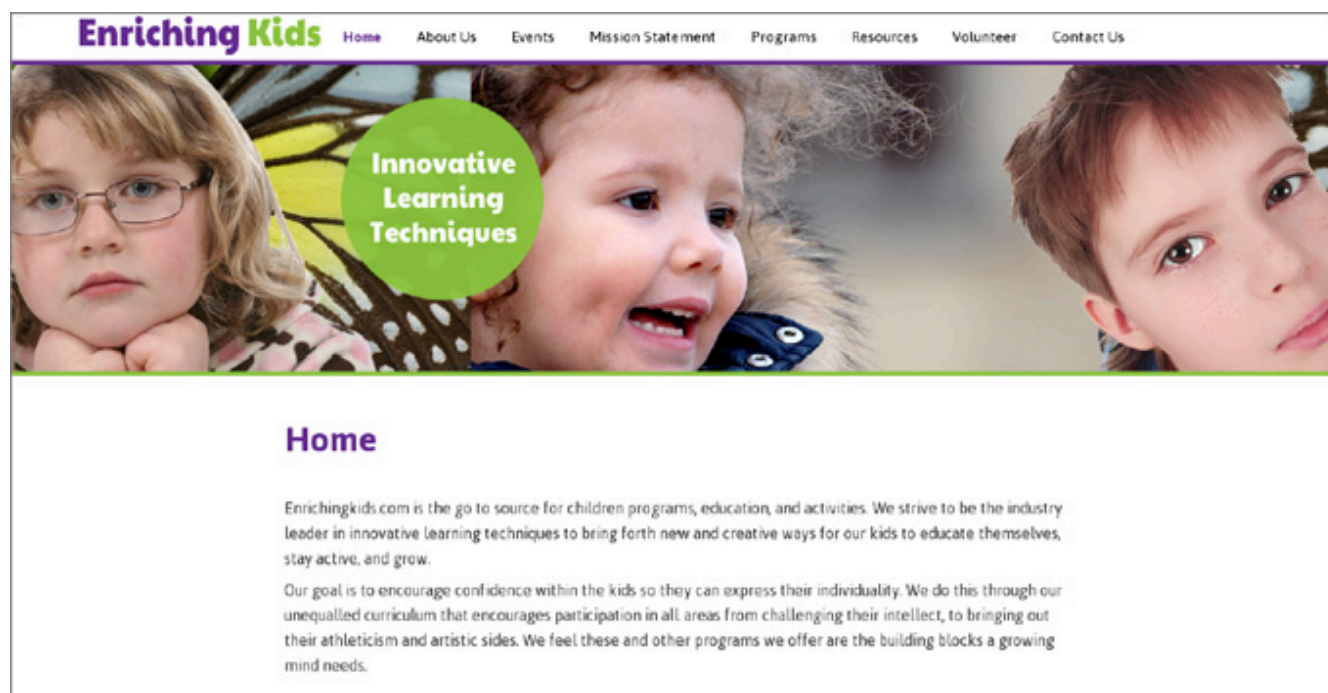 Enriching Kids Home About Us Events Mission Statement Programs Resources Volunteer Contact Us
Innovative
Learning
Techniques
Home
Enrichingkids.com is the go to source for children programs, education, and activities. We strive to be the industry
leader in innovative learning techniques to bring forth new and creative ways for our kids to educate themselves,
stay active, and grow.
Our goal is to encourage confidence within the kids so they can express their individuality. We do this through our
unequalled curriculum that encourages participation in all areas from challenging their intellect, to bringing out
their athleticism and artistic sides. We feel these and other programs we offer are the building blocks a growing
mind needs.